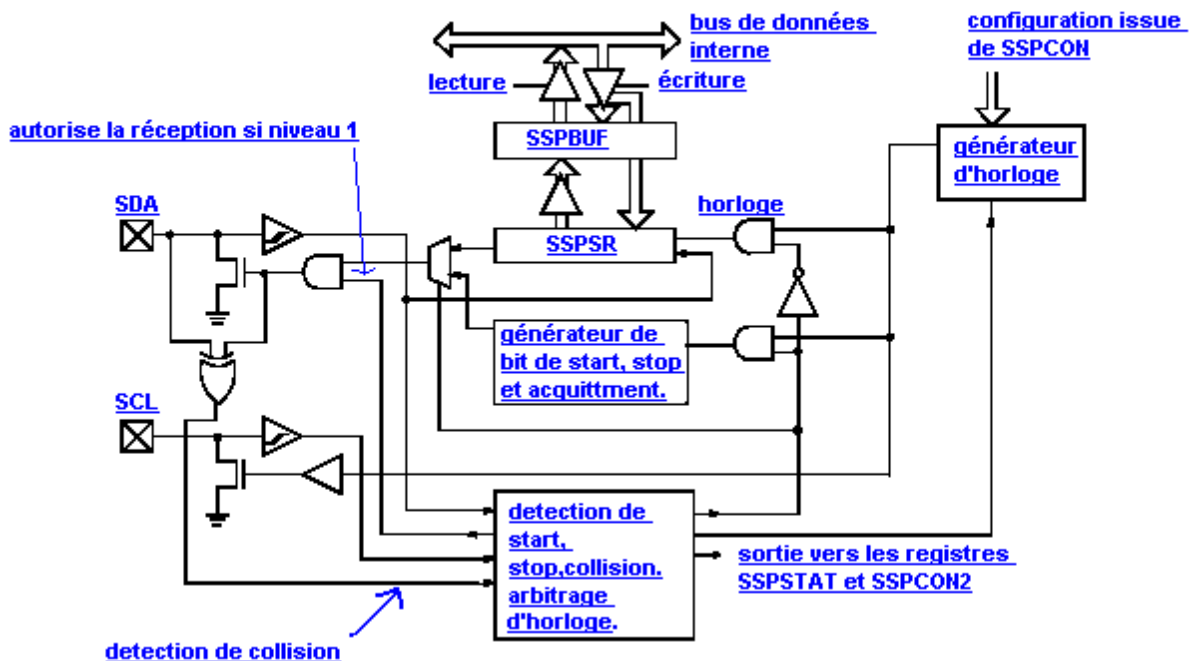 bus de données
interne
configuration issue
de SSPCON
lecture
écriture
autorise la réception si niveau 1
SSPBUF
générateur
d'horloge
SDA
horloge
SSPSR
générateur de
bit de start, stop
et acquittment.
SCL
detection de
start,
stop,collision.
arbitrage
d'horloge.
sortie vers les registres
SSPSTAT et SSPCON2
detection de collision